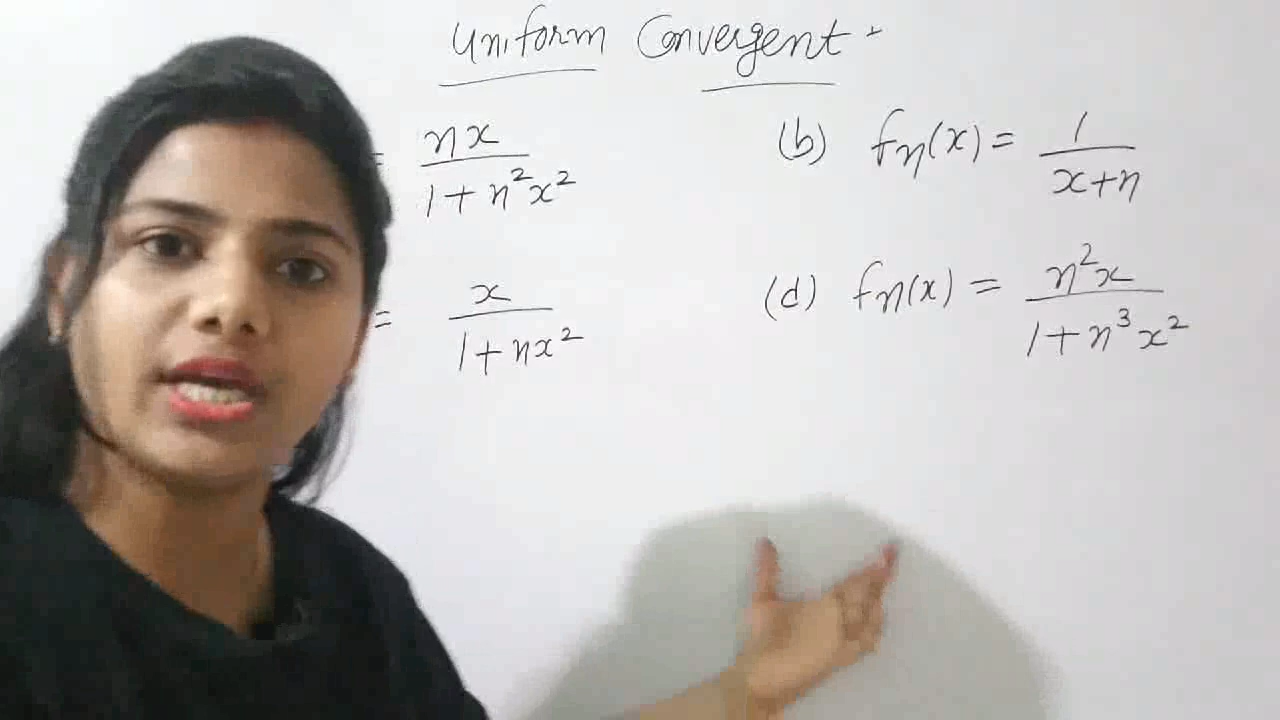 Uniform Convergent
= nx / 1 + n²x²
(b) fn(x) = 1 / x+n
= x / 1 + nx²
(d) fn(x) = n²x / 1 + n³x²